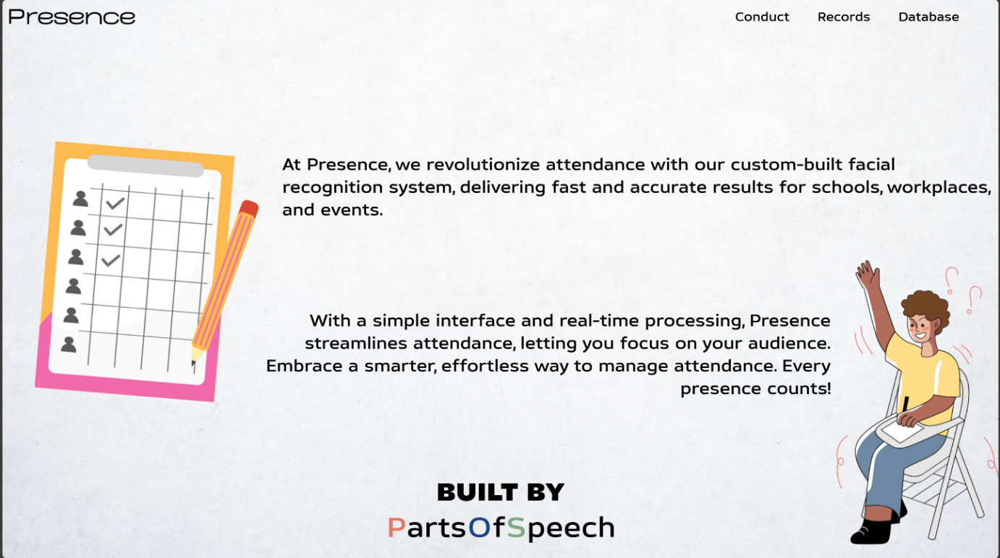 Presence
Conduct Records Database
At Presence, we revolutionize attendance with our custom-built facial
recognition system, delivering fast and accurate results for schools, workplaces,
and events.
With a simple interface and real-time processing, Presence
streamlines attendance, letting you focus on your audience.
Embrace a smarter, effortless way to manage attendance. Every
presence counts!
BUILT BY
PartsOfSpeech